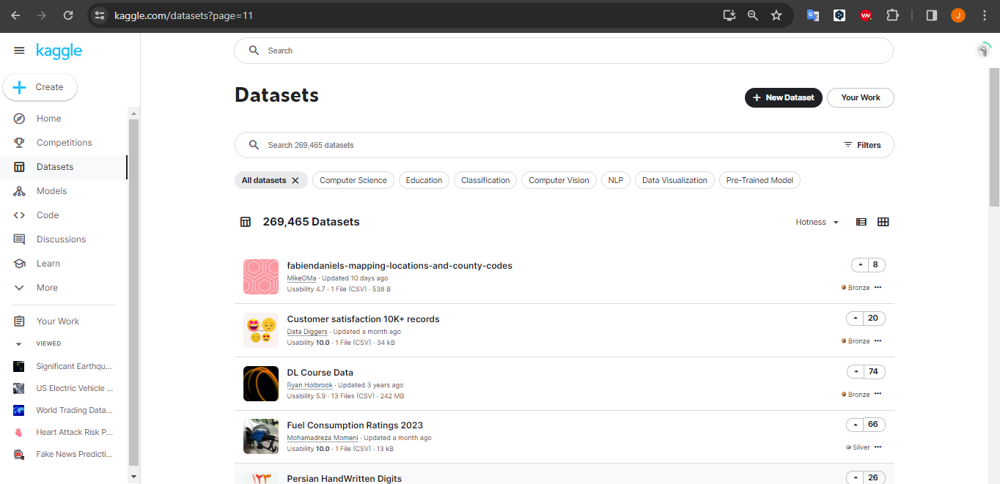 kaggle.com/datasets?page=11
J
kaggle
Search
Create
Home
Competitions
Datasets
Models
Code
Discussions
Learn
More
Your Work
VIEWED
Significant Earthqu...
US Electric Vehicle ...
World Trading Data...
Heart Attack Risk P...
Fake News Predicti...
Datasets
New Dataset
Your Work
Search 269,465 datasets
Filters
All datasets
Computer Science
Education
Classification
Computer Vision
NLP
Data Visualization
Pre-Trained Model
269,465 Datasets
Hotness
fabiendaniels-mapping-locations-and-county-codes
8
MikeOMa · Updated 10 days ago
Usability 4.7 · 1 File (CSV) · 538 B
Bronze
Customer satisfaction 10K+ records
20
Data Diggers · Updated a month ago
Usability 10.0 · 1 File (CSV) · 34 kB
Bronze
DL Course Data
74
Ryan Holbrook · Updated 3 years ago
Usability 5.9 · 13 Files (CSV) · 242 MB
Bronze
Fuel Consumption Ratings 2023
66
Mohamadreza Momeni · Updated a month ago
Usability 10.0 · 1 File (CSV) · 13 kB
Silver
Persian HandWritten Digits
26